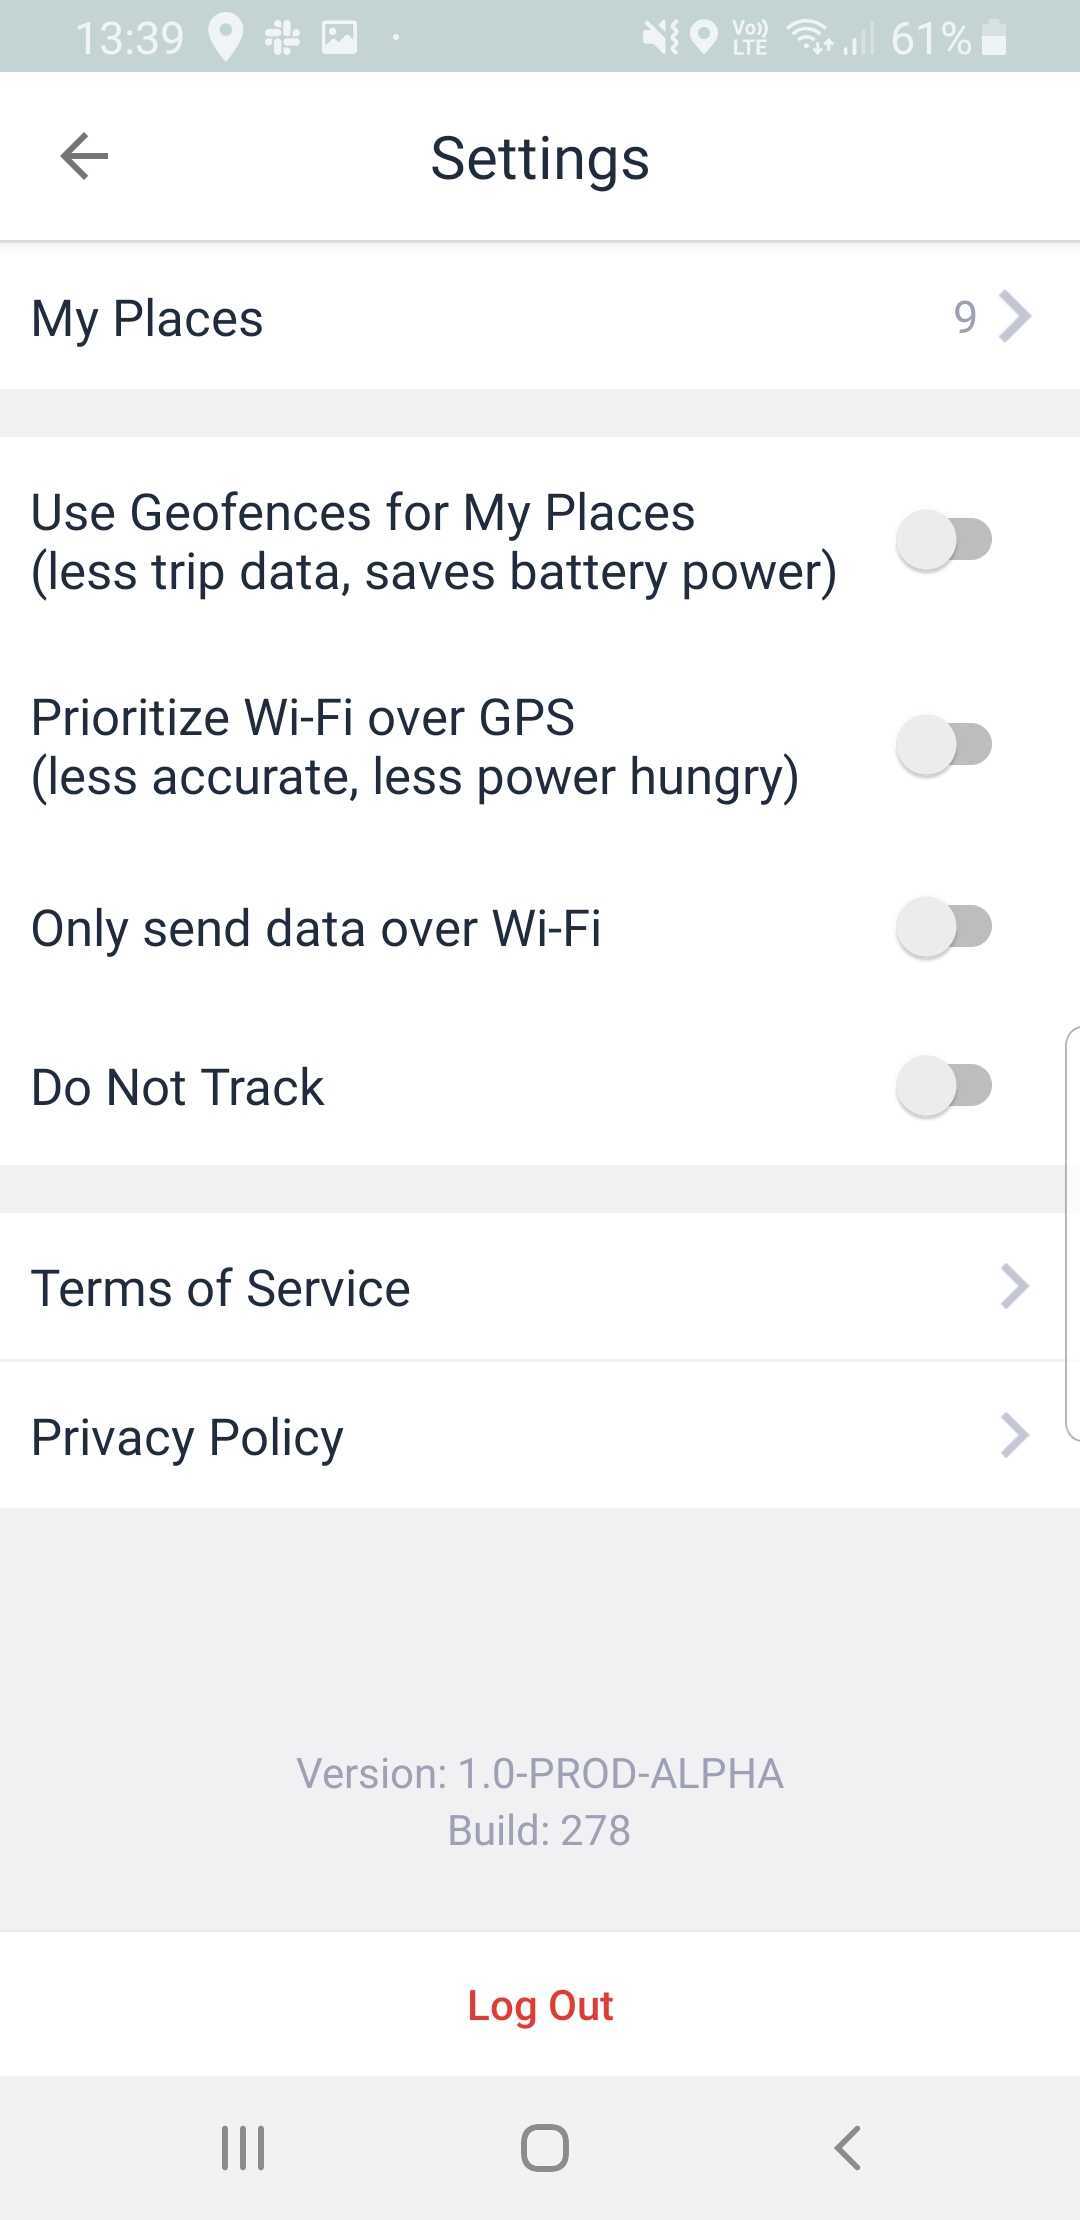 13:39
Vo)) LTE
61%
Settings
My Places
9
Use Geofences for My Places
(less trip data, saves battery power)
Prioritize Wi-Fi over GPS
(less accurate, less power hungry)
Only send data over Wi-Fi
Do Not Track
Terms of Service
Privacy Policy
Version: 1.0-PROD-ALPHA
Build: 278
Log Out